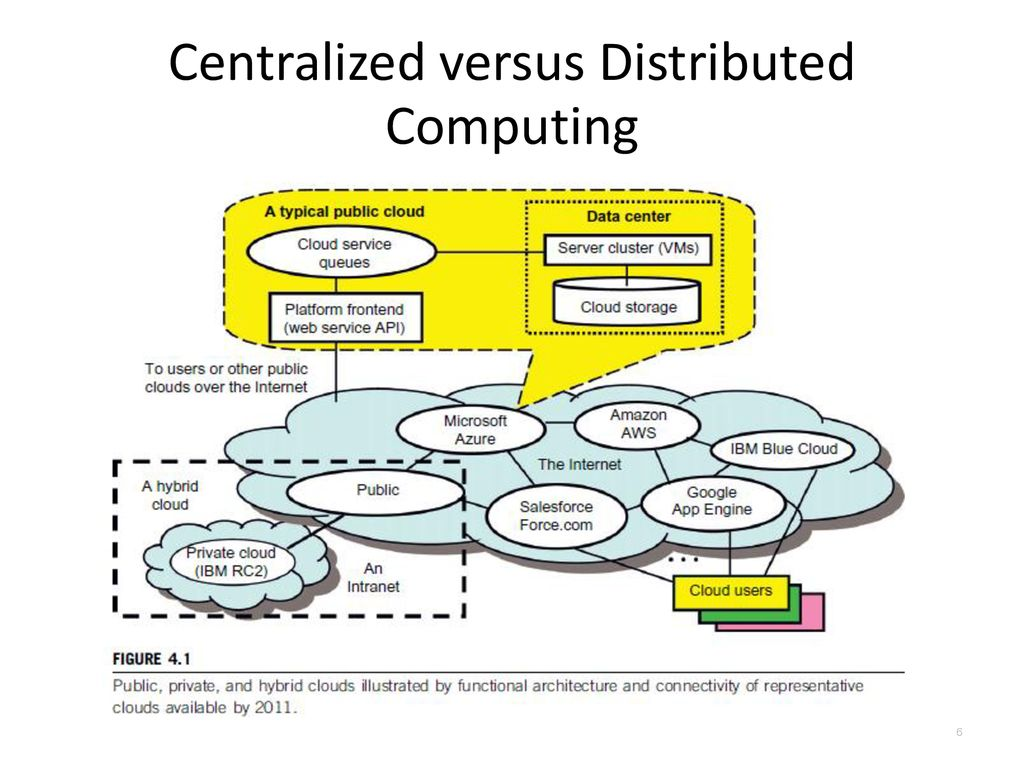 Centralized versus Distributed
Computing
A typical public cloud
Cloud service
queues
Platform frontend
(web service API)
Data center
Server cluster (VMs)
Cloud storage
To users or other public
clouds over the Internet
Microsoft
Azure
Amazon
AWS
IBM Blue Cloud
The Internet
A hybrid
cloud
Public
Salesforce
Force.com
Google
App Engine
Private cloud
(IBM RC2)
An
Intranet
...
Cloud users
FIGURE 4.1
Public, private, and hybrid clouds illustrated by functional architecture and connectivity of representative
clouds available by 2011.
6